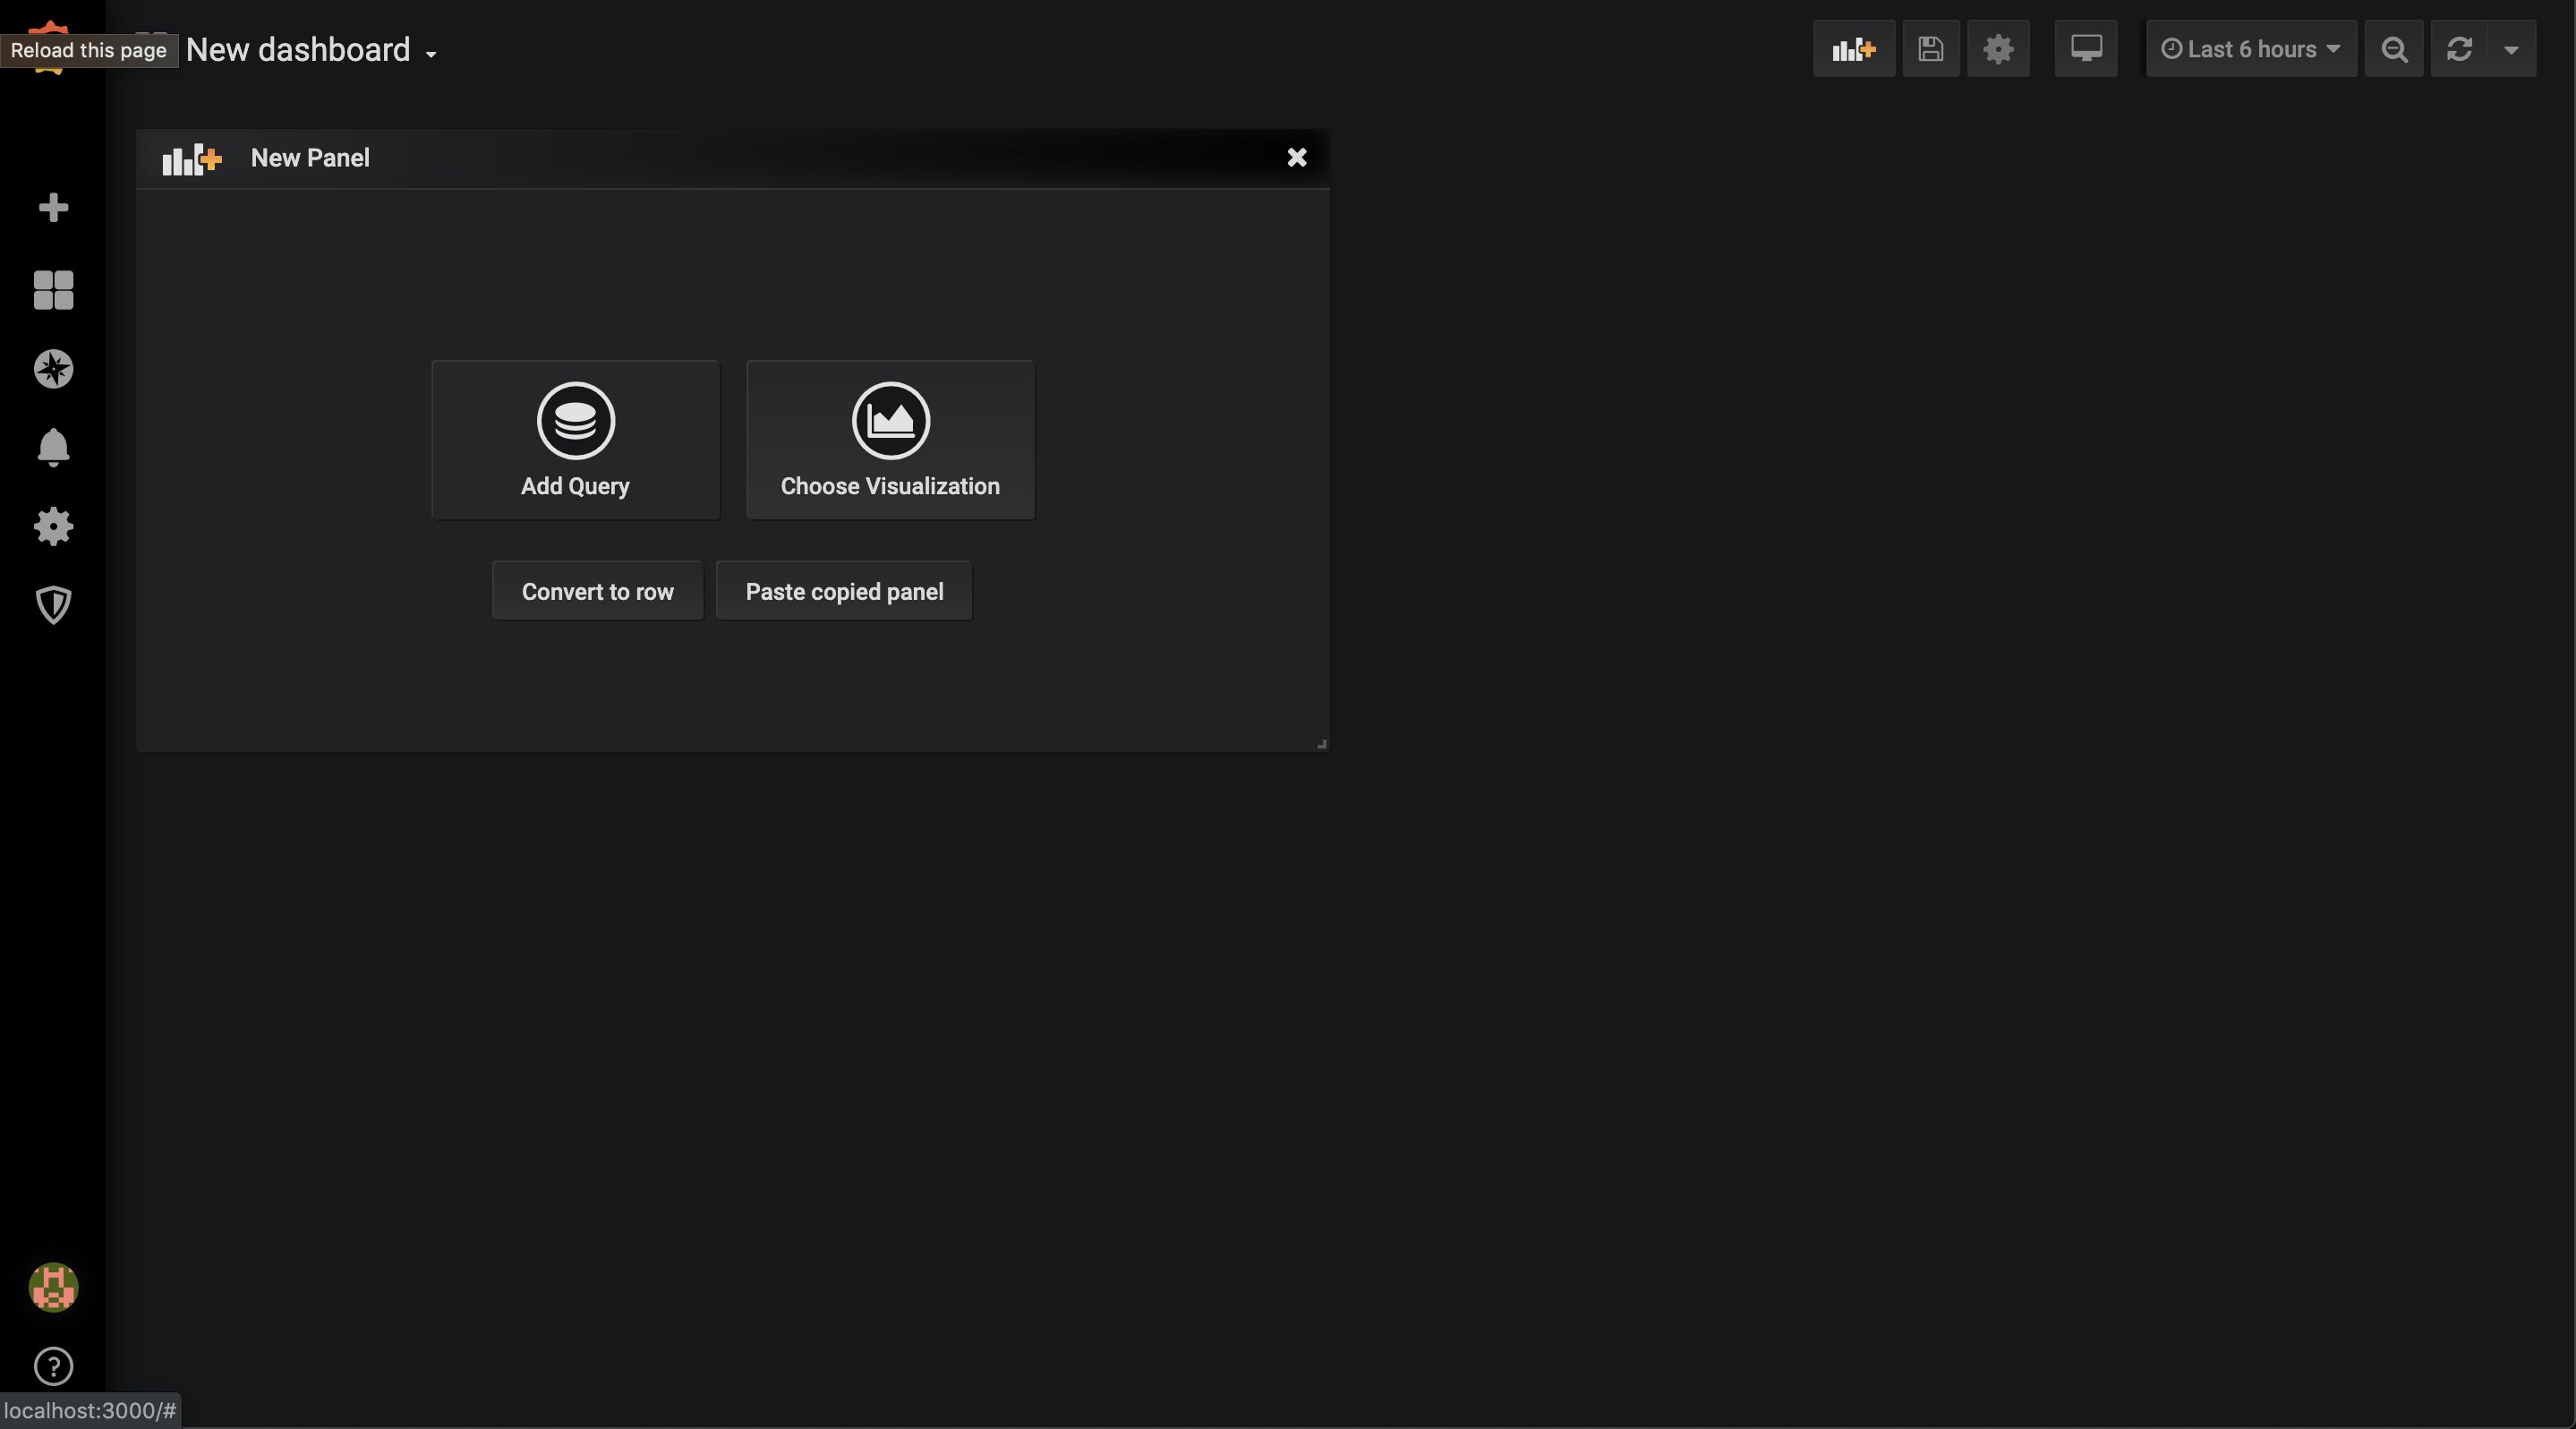 Reload this page
New dashboard
Last 6 hours
New Panel
Add Query
Choose Visualization
Convert to row
Paste copied panel
?
localhost:3000/#